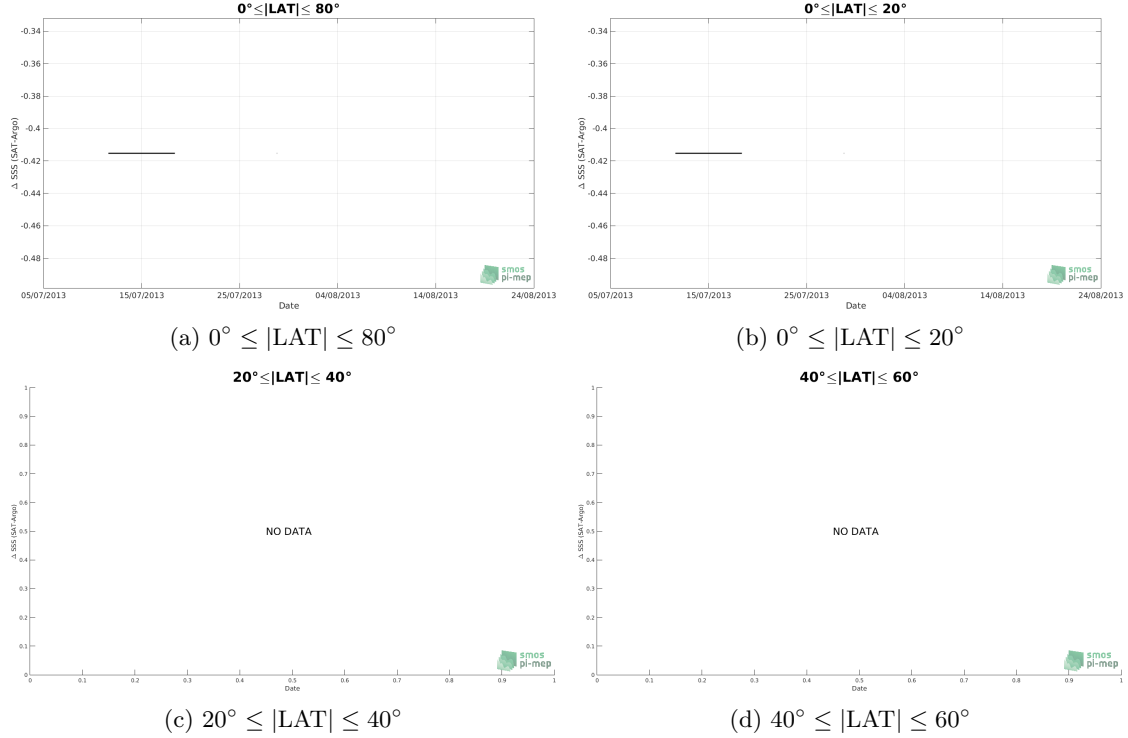 0°≤|LAT|≤ 80°
-0.34
-0.36
-0.38
-0.4
-0.42
-0.44
-0.46
-0.48
Δ SSS (SAT-Argo)
05/07/2013 15/07/2013 25/07/2013 04/08/2013 14/08/2013 24/08/2013
Date
smos
pi-mep
(a) 0° ≤ |LAT| ≤ 80°
0°≤|LAT|≤ 20°
-0.34
-0.36
-0.38
-0.4
-0.42
-0.44
-0.46
-0.48
Δ SSS (SAT-Argo)
05/07/2013 15/07/2013 25/07/2013 04/08/2013 14/08/2013 24/08/2013
Date
smos
pi-mep
(b) 0° ≤ |LAT| ≤ 20°
20°≤|LAT|≤ 40°
1
0.9
0.8
0.7
0.6
0.5
0.4
0.3
0.2
0.1
0
Δ SSS (SAT-Argo)
NO DATA
0 0.1 0.2 0.3 0.4 0.5 0.6 0.7 0.8 0.9 1
Date
smos
pi-mep
(c) 20° ≤ |LAT| ≤ 40°
40°≤|LAT|≤ 60°
1
0.9
0.8
0.7
0.6
0.5
0.4
0.3
0.2
0.1
0
Δ SSS (SAT-Argo)
NO DATA
0 0.1 0.2 0.3 0.4 0.5 0.6 0.7 0.8 0.9 1
Date
smos
pi-mep
(d) 40° ≤ |LAT| ≤ 60°